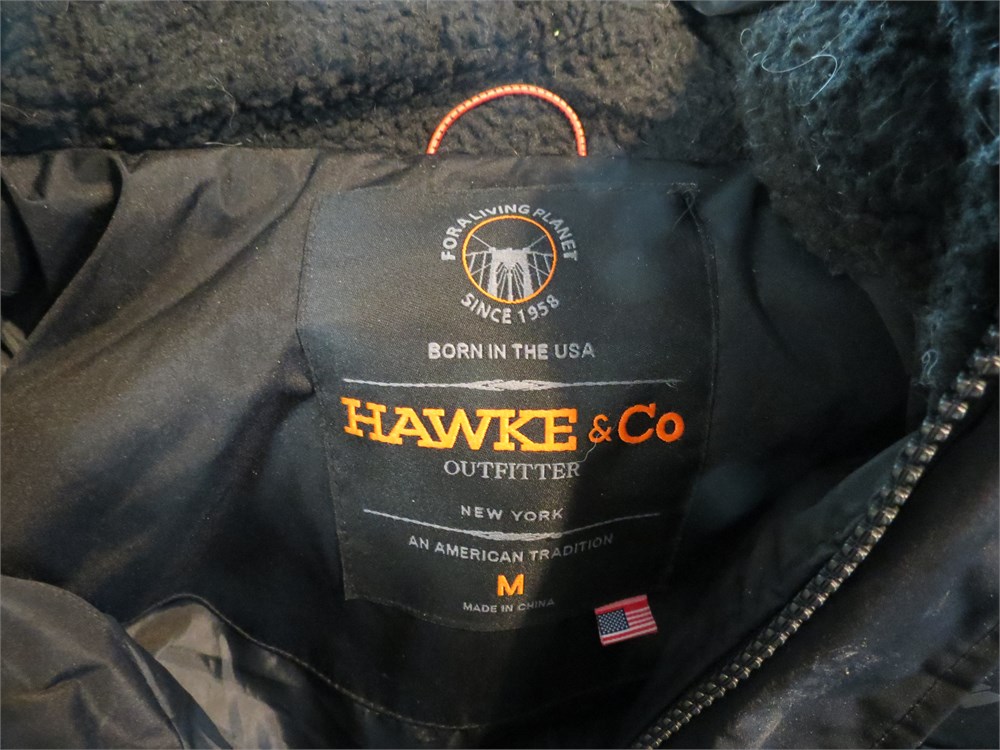 FOR A LIVING PLANET
SINCE 1958
BORN IN THE USA
HAWKE & Co
OUTFITTER
NEW YORK
AN AMERICAN TRADITION
M
MADE IN CHINA